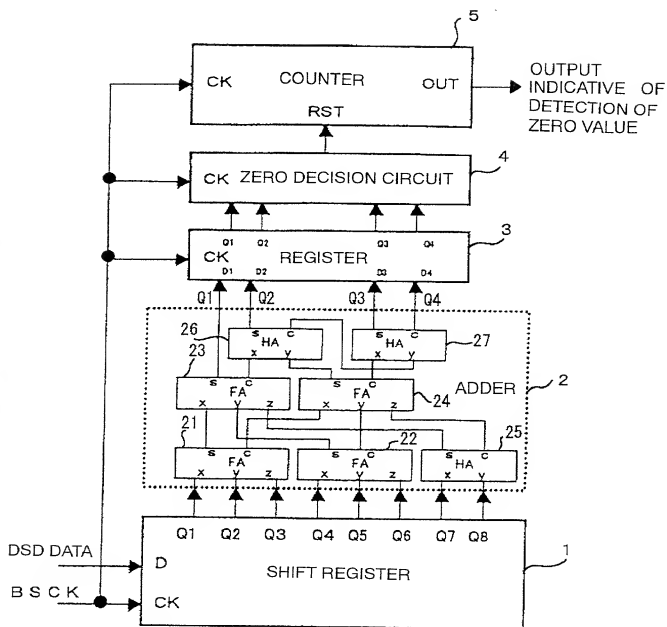 5
CK COUNTER OUT
RST
OUTPUT
INDICATIVE OF
DETECTION OF
ZERO VALUE
4
CK ZERO DECISION CIRCUIT
3
Q1 Q2 Q3 Q4
CK REGISTER
D1 D2 D3 D4
Q1 Q2 Q3 Q4
26 S C HA x y
S C HA x y 27
23 S C FA x y z
S C FA x y z 24
ADDER 2
21 S C FA x y z
22 S C FA x y z
25 S C HA x y
Q1 Q2 Q3 Q4 Q5 Q6 Q7 Q8
1
DSD DATA D
SHIFT REGISTER
B S C K CK